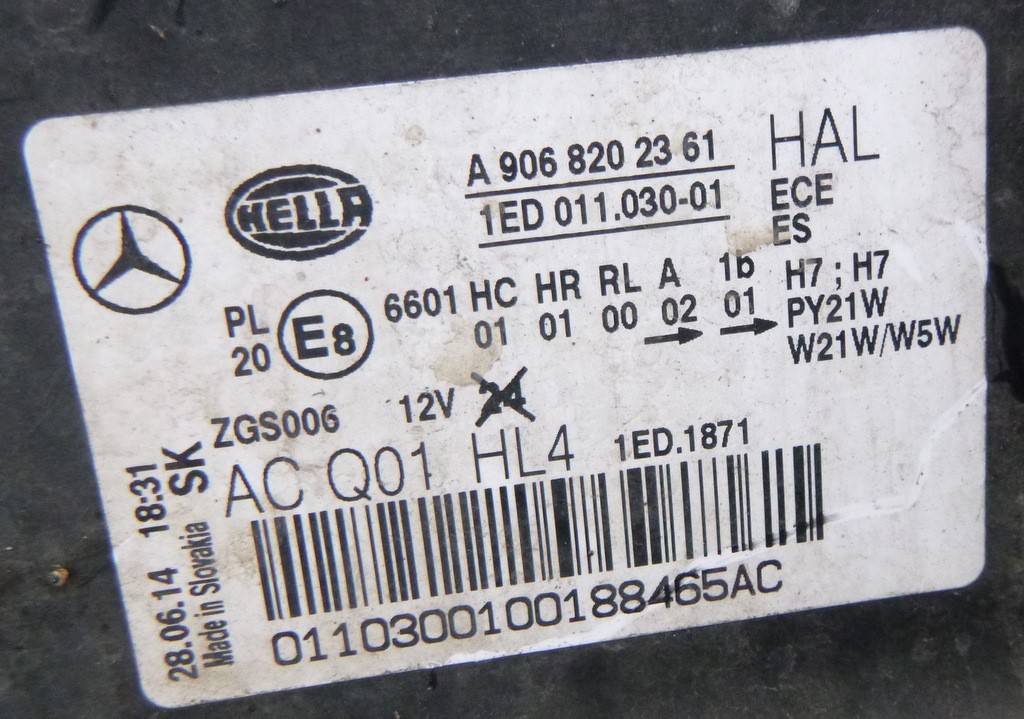 HELLA
A 906 820 23 61
HAL
1ED 011.030-01
ECE
ES
PL E8 6601 HC HR RL A 1b H7 ; H7
20 01 01 00 02 01 PY21W
W21W/W5W
ZGS006 12V 24
AC Q01 HL4 1ED.1871
0110300100188465AC
28.06.14 18:31
Made in Slovakia SK